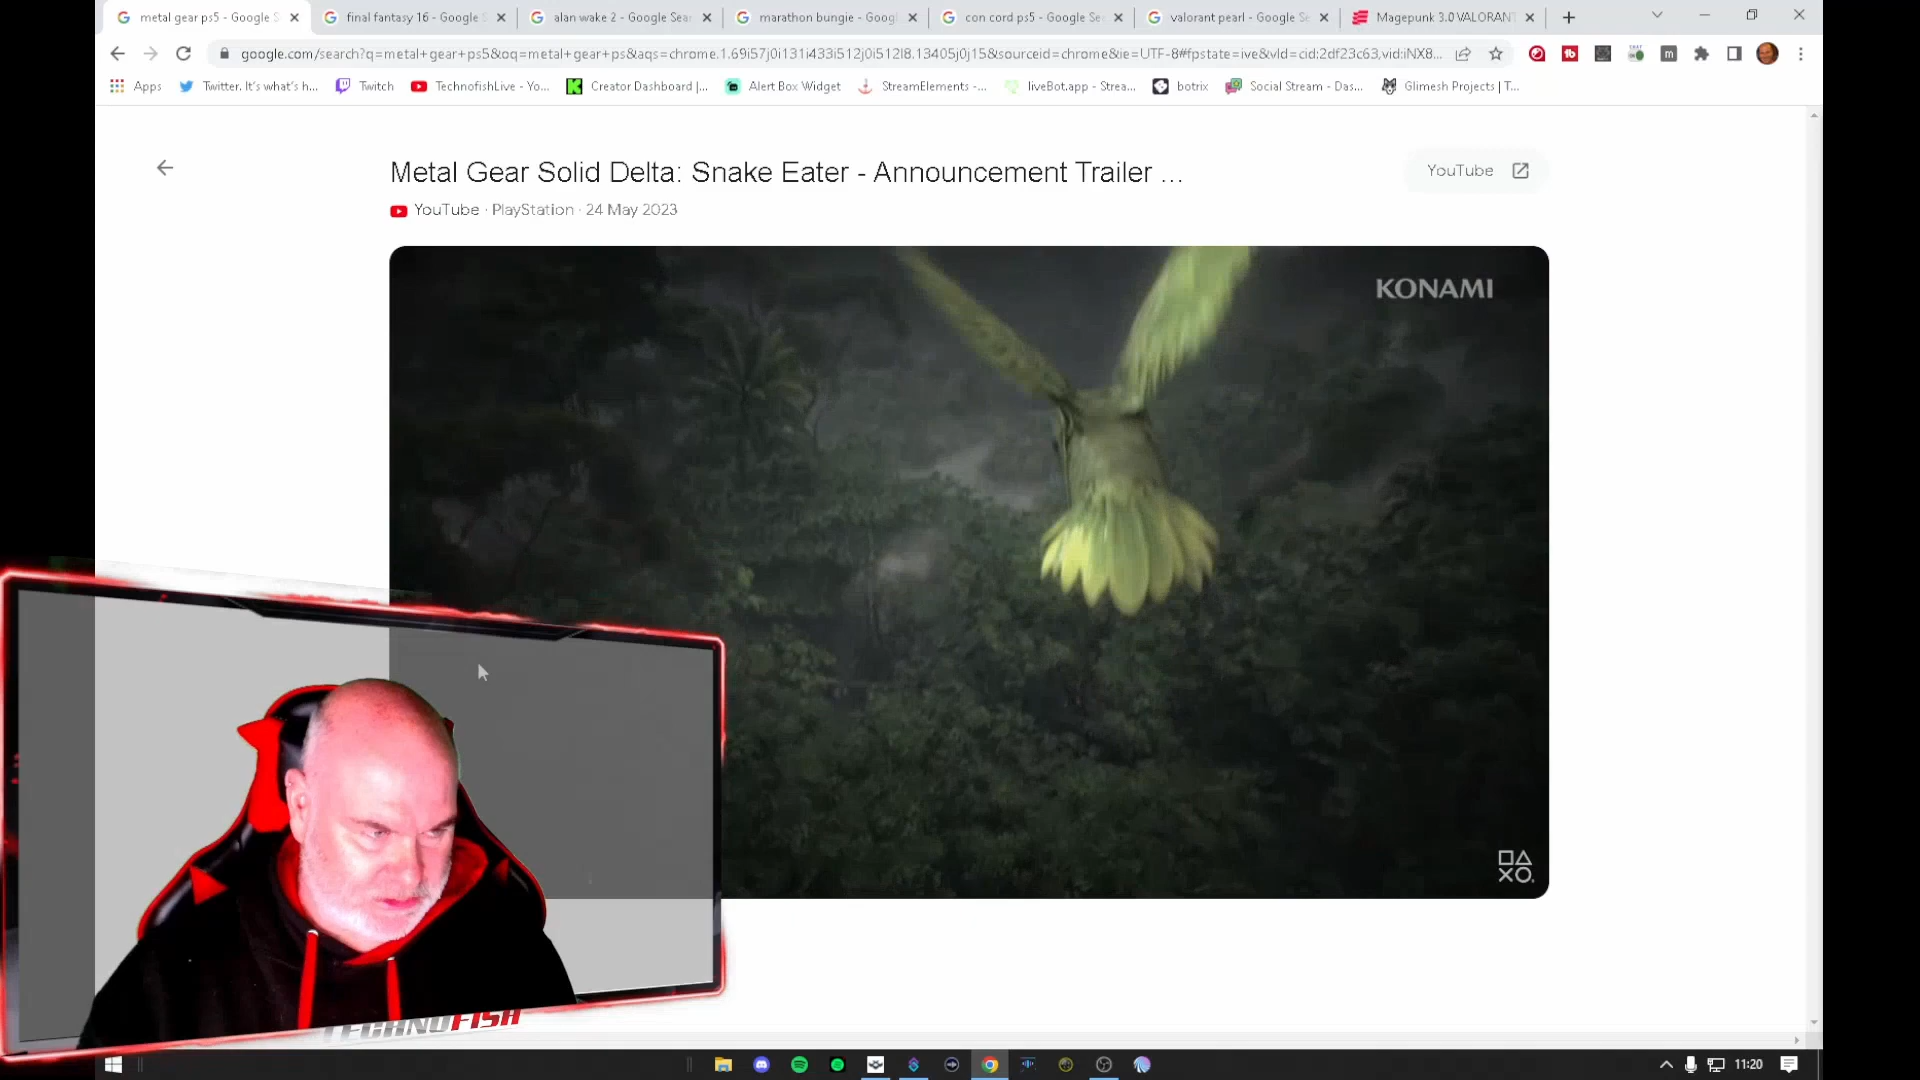 metal gear ps5 - Google S
final fantasy 16 - Google S
alan wake 2 - Google Sear
marathon bungie - Googl
con cord ps5 - Google Se
valorant pearl - Google Se
Magepunk 3.0 VALORANT
google.com/search?q=metal+gear+ps5&oq=metal+gear+ps&aqs=chrome.1.69i57j0i131i433i512j0i512l8.13405j0j15&sourceid=chrome&ie=UTF-8#fpstate=ive&vld=cid:2df23c63,vid:iNX8...
Apps
Twitter. It's what's h...
Twitch
TechnofishLive - Yo...
Creator Dashboard |...
Alert Box Widget
StreamElements -...
liveBot.app - Strea...
botrix
Social Stream - Das...
Glimesh Projects | T...
Metal Gear Solid Delta: Snake Eater - Announcement Trailer ...
YouTube
YouTube · PlayStation · 24 May 2023
KONAMI
TECHNOFISH
11:20